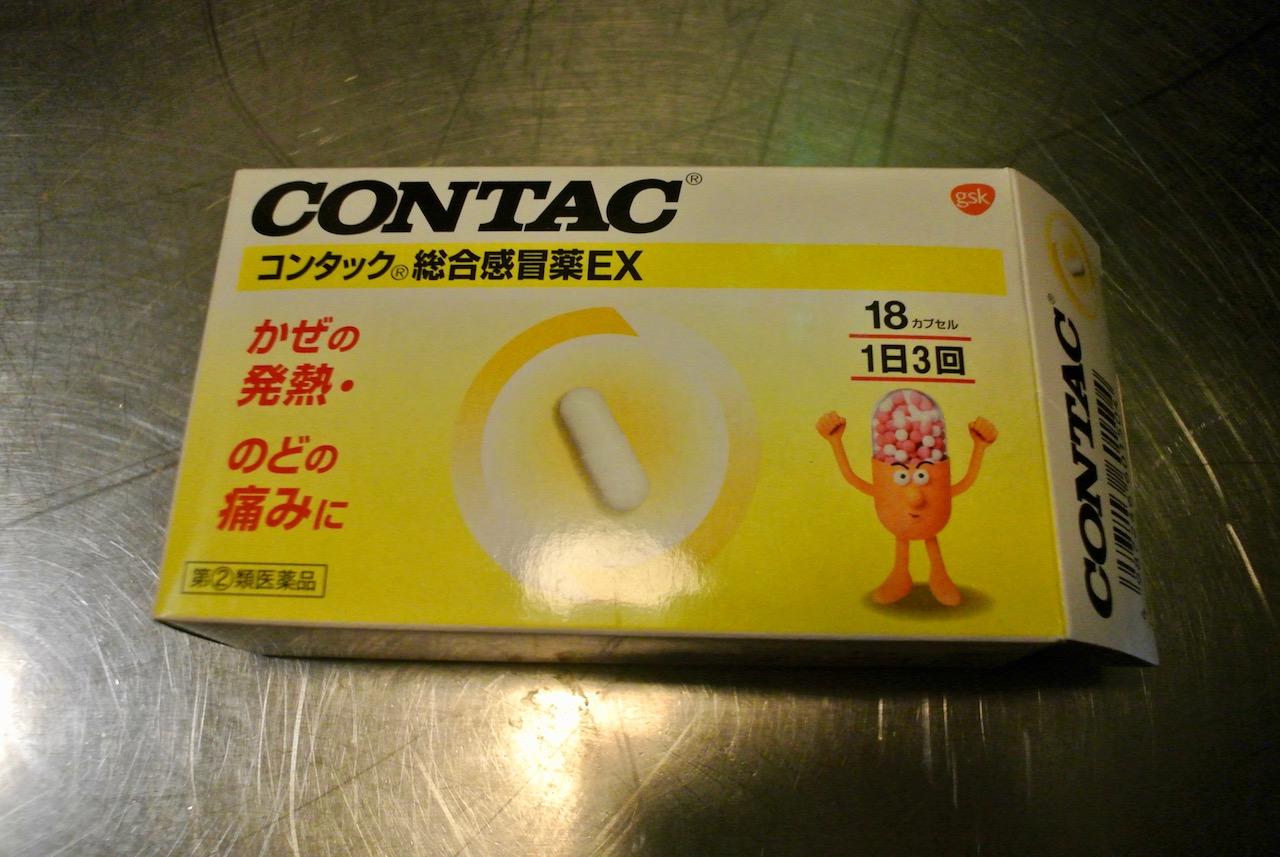 CONTAC®
gsk
コンタック®総合感冒薬EX
かぜの
発熱・
のどの
痛みに
18カプセル
1日3回
第②類医薬品
CONTAC®